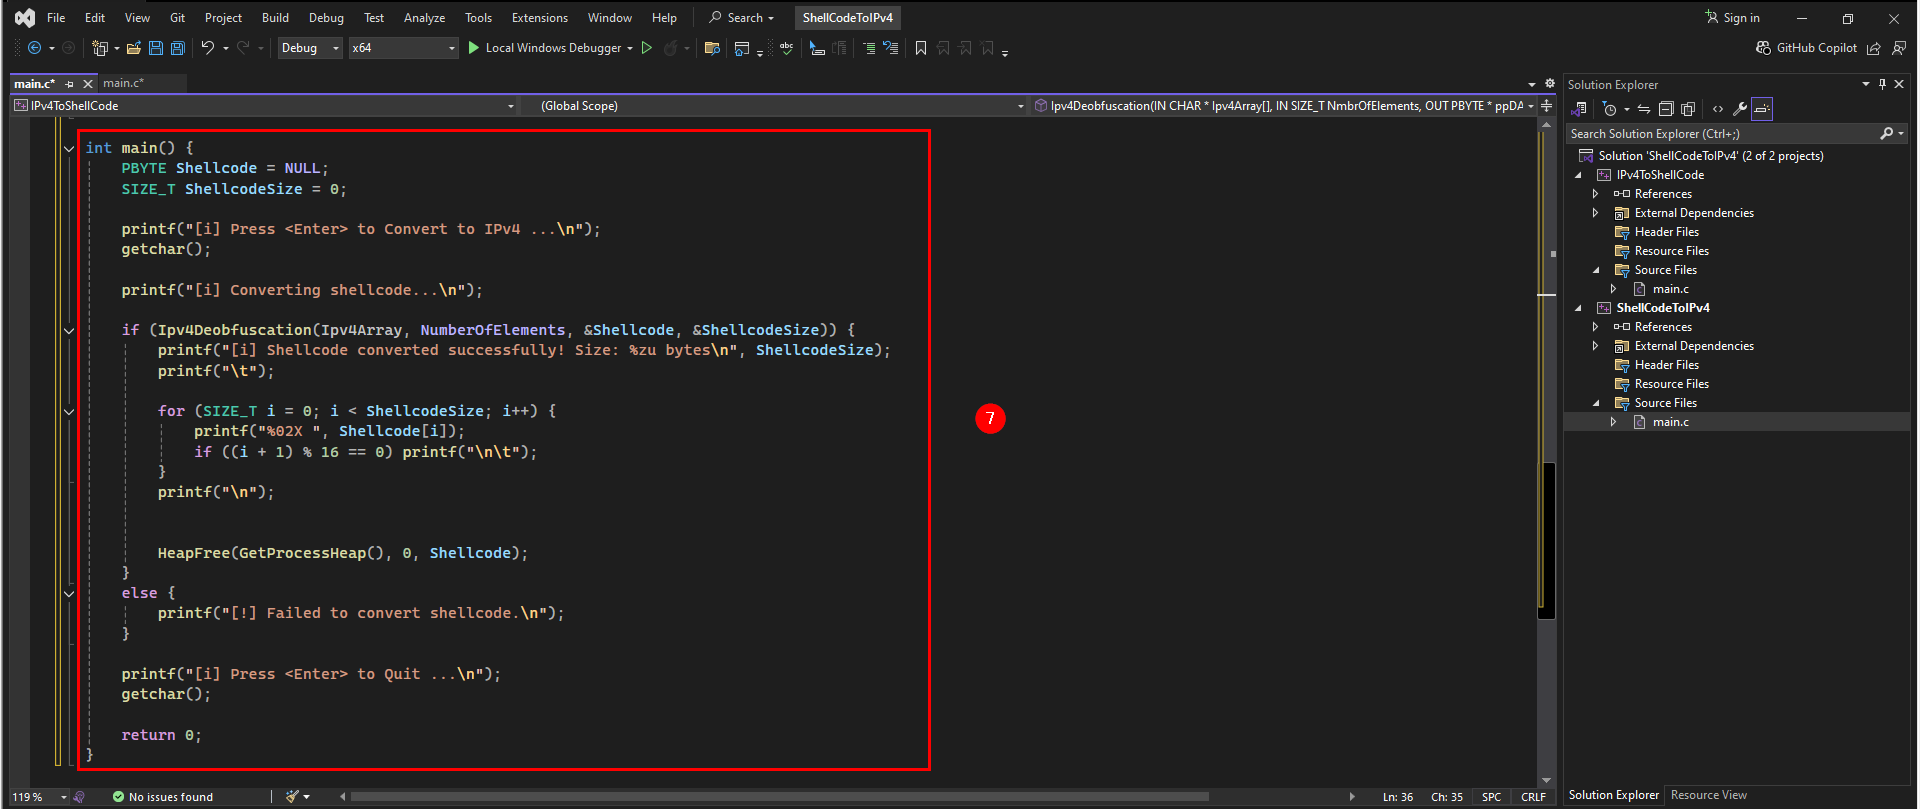 File Edit View Git Project Build Debug Test Analyze Tools Extensions Window Help Search ShellCodeToIPv4 Sign in
Debug x64 Local Windows Debugger GitHub Copilot
main.c* main.c*
IPv4ToShellCode (Global Scope) Ipv4Deobfuscation(IN CHAR * Ipv4Array[], IN SIZE_T NmbrOfElements, OUT PBYTE * ppDA
int main() {
PBYTE Shellcode = NULL;
SIZE_T ShellcodeSize = 0;
printf("[i] Press <Enter> to Convert to IPv4 ...\n");
getchar();
printf("[i] Converting shellcode...\n");
if (Ipv4Deobfuscation(Ipv4Array, NumberOfElements, &Shellcode, &ShellcodeSize)) {
printf("[i] Shellcode converted successfully! Size: %zu bytes\n", ShellcodeSize);
printf("\t");
for (SIZE_T i = 0; i < ShellcodeSize; i++) {
printf("%02X ", Shellcode[i]);
if ((i + 1) % 16 == 0) printf("\n\t");
}
printf("\n");
HeapFree(GetProcessHeap(), 0, Shellcode);
}
else {
printf("[!] Failed to convert shellcode.\n");
}
printf("[i] Press <Enter> to Quit ...\n");
getchar();
return 0;
}
7
Solution Explorer
Search Solution Explorer (Ctrl+;)
Solution 'ShellCodeToIPv4' (2 of 2 projects)
IPv4ToShellCode
References
External Dependencies
Header Files
Resource Files
Source Files
main.c
ShellCodeToIPv4
References
External Dependencies
Header Files
Resource Files
Source Files
main.c
Solution Explorer Resource View
119 % No issues found Ln: 36 Ch: 35 SPC CRLF